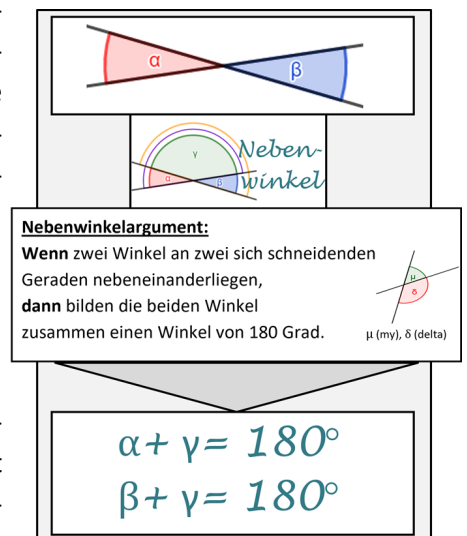 α
β
γ
α
β
Neben-
winkel
Nebenwinkelargument:
Wenn zwei Winkel an zwei sich schneidenden
Geraden nebeneinanderliegen,
dann bilden die beiden Winkel
zusammen einen Winkel von 180 Grad.
μ
δ
μ (my), δ (delta)
α+ γ= 180°
β+ γ= 180°